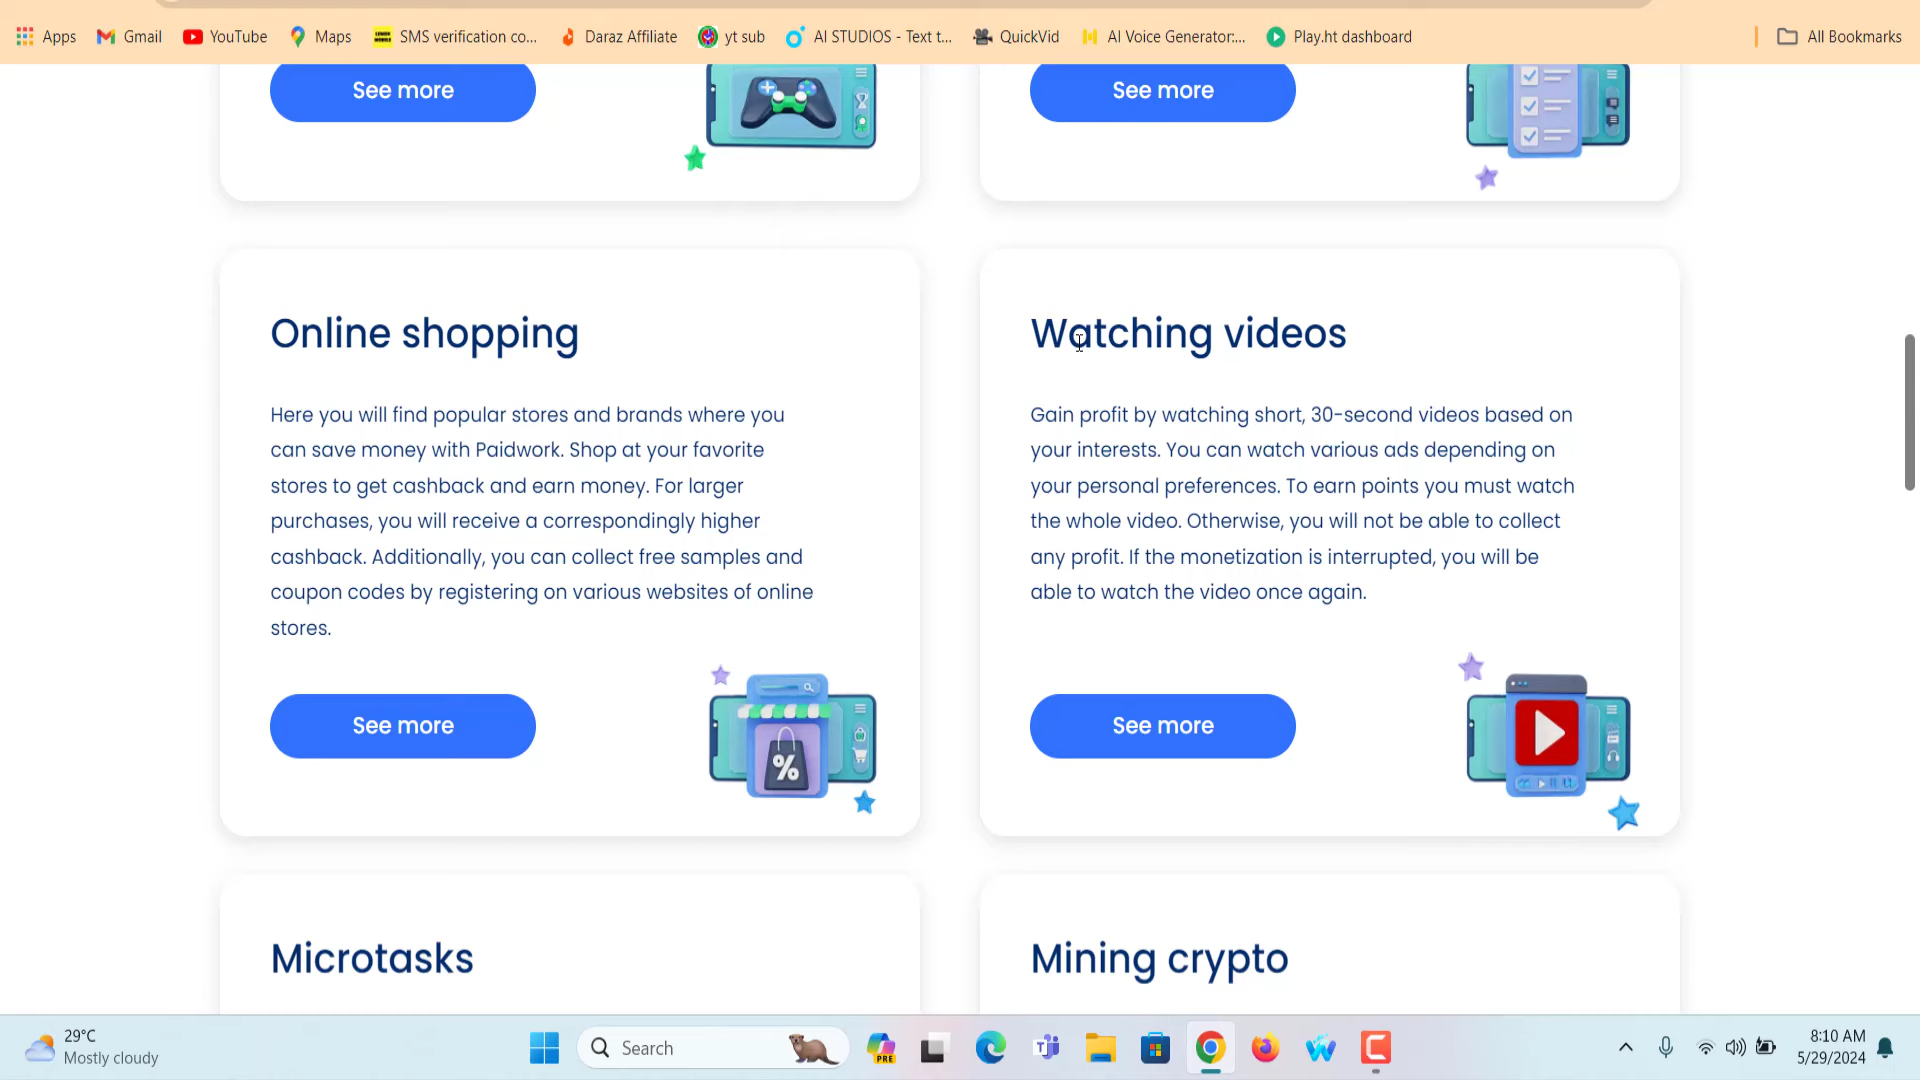 Apps Gmail YouTube Maps SMS verification co... Daraz Affiliate yt sub AI STUDIOS - Text t... QuickVid AI Voice Generator:... Play.ht dashboard All Bookmarks
See more
See more
Online shopping
Here you will find popular stores and brands where you
can save money with Paidwork. Shop at your favorite
stores to get cashback and earn money. For larger
purchases, you will receive a correspondingly higher
cashback. Additionally, you can collect free samples and
coupon codes by registering on various websites of online
stores.
See more
Watching videos
Gain profit by watching short, 30-second videos based on
your interests. You can watch various ads depending on
your personal preferences. To earn points you must watch
the whole video. Otherwise, you will not be able to collect
any profit. If the monetization is interrupted, you will be
able to watch the video once again.
See more
%
Microtasks
Mining crypto
29°C
Mostly cloudy
Search
PRE
8:10 AM
5/29/2024